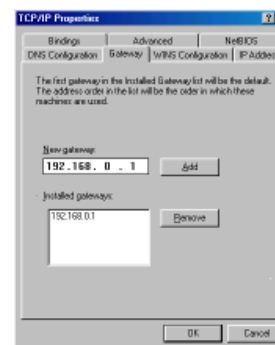 TCP/IP Properties
Bindings Advanced NetBIOS
DNS Configuration Gateway WINS Configuration IP Addres
The first gateway in the Installed Gateway list will be the default.
The address order in the list will be the order in which these
machines are used.
New gateway:
192.168. 0 . 1 Add
Installed gateways:
192.168.0.1 Remove
OK Cancel